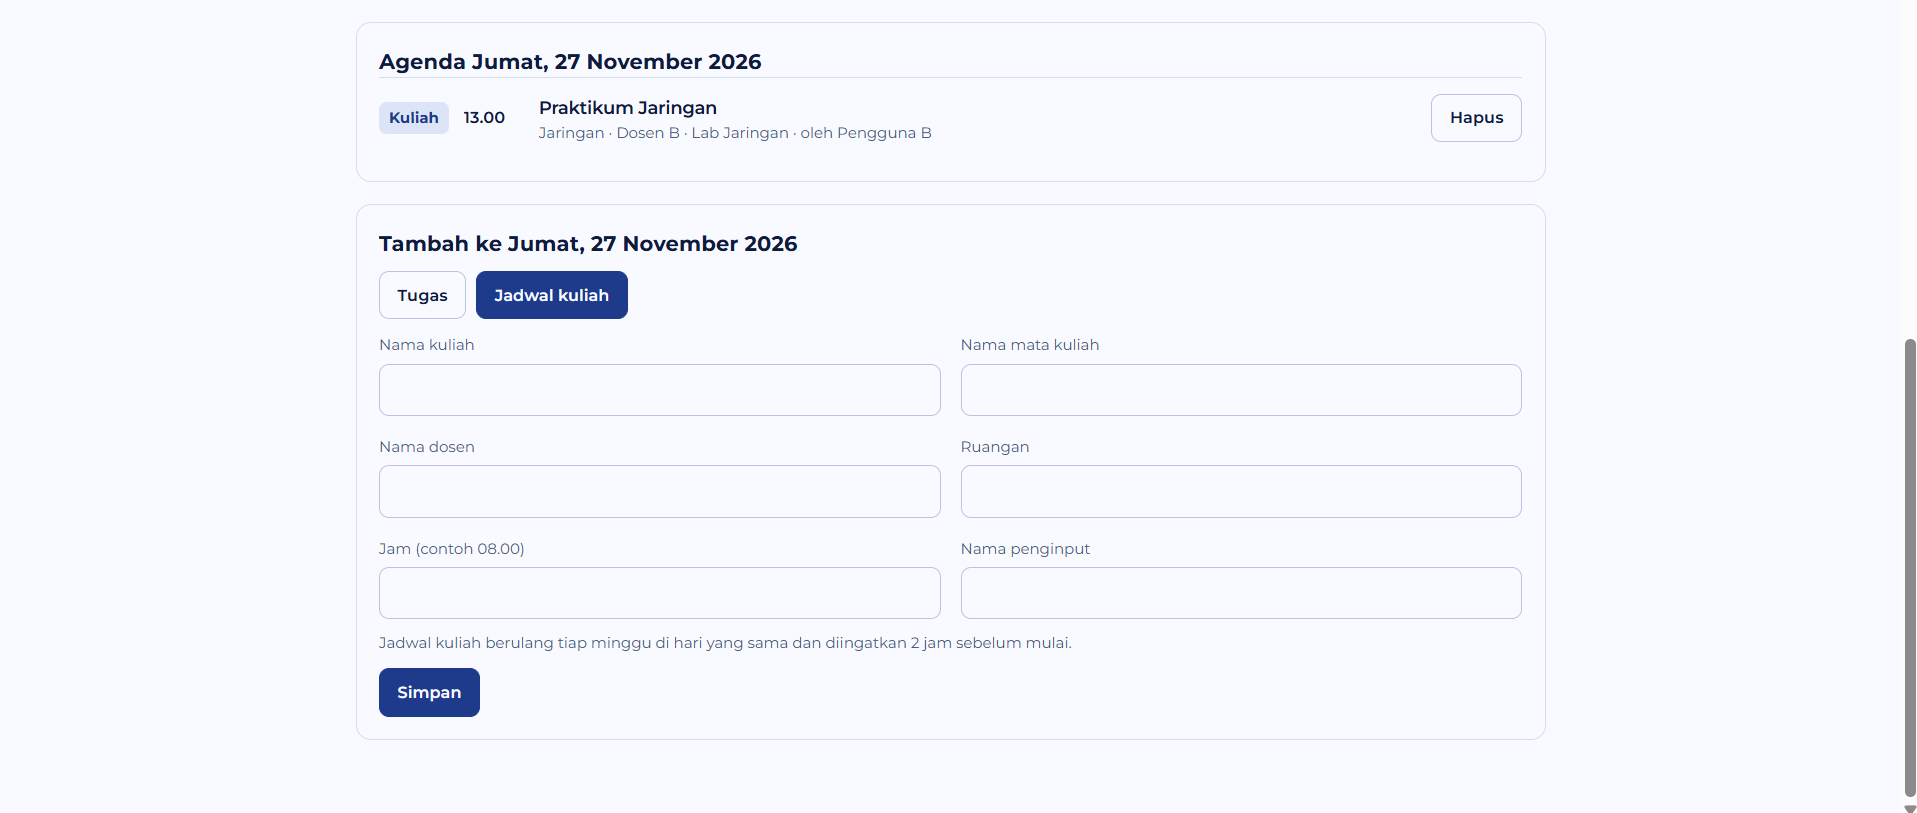 Agenda Jumat, 27 November 2026
Kuliah 13.00 Praktikum Jaringan
Jaringan · Dosen B · Lab Jaringan · oleh Pengguna B
Hapus
Tambah ke Jumat, 27 November 2026
Tugas Jadwal kuliah
Nama kuliah Nama mata kuliah
Nama dosen Ruangan
Jam (contoh 08.00) Nama penginput
Jadwal kuliah berulang tiap minggu di hari yang sama dan diingatkan 2 jam sebelum mulai.
Simpan